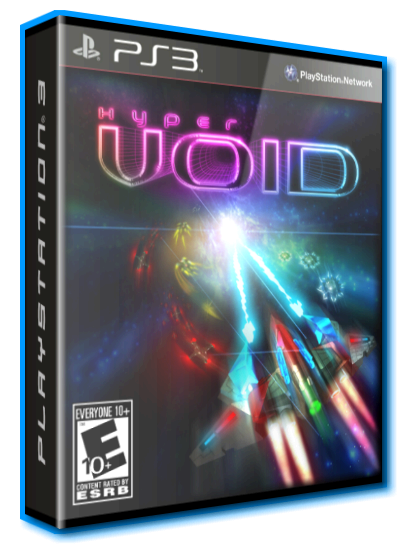 PS3
PlayStation®Network
HYPER
VOID
PLAYSTATION®3
EVERYONE 10+
E
10+
CONTENT RATED BY
ESRB